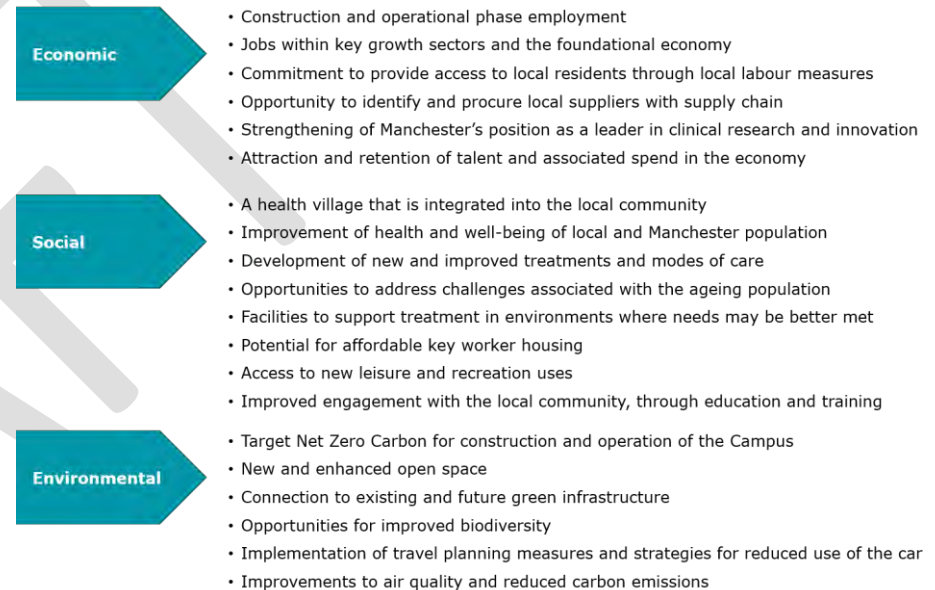 Economic
• Construction and operational phase employment
• Jobs within key growth sectors and the foundational economy
• Commitment to provide access to local residents through local labour measures
• Opportunity to identify and procure local suppliers with supply chain
• Strengthening of Manchester’s position as a leader in clinical research and innovation
• Attraction and retention of talent and associated spend in the economy
Social
• A health village that is integrated into the local community
• Improvement of health and well-being of local and Manchester population
• Development of new and improved treatments and modes of care
• Opportunities to address challenges associated with the ageing population
• Facilities to support treatment in environments where needs may be better met
• Potential for affordable key worker housing
• Access to new leisure and recreation uses
• Improved engagement with the local community, through education and training
Environmental
• Target Net Zero Carbon for construction and operation of the Campus
• New and enhanced open space
• Connection to existing and future green infrastructure
• Opportunities for improved biodiversity
• Implementation of travel planning measures and strategies for reduced use of the car
• Improvements to air quality and reduced carbon emissions